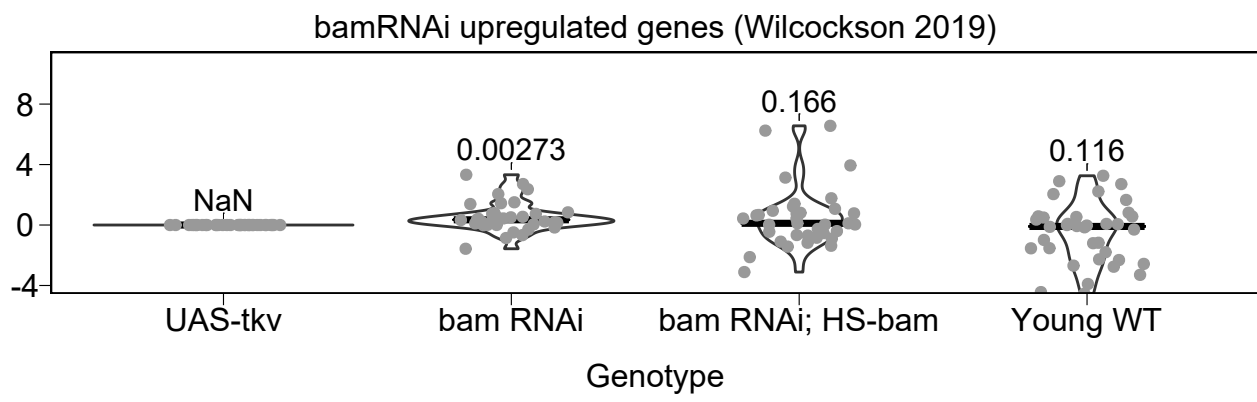 bamRNAi upregulated genes (Wilcockson 2019)
8
4
0
-4
NaN
0.00273
0.166
0.116
UAS-tkv
bam RNAi
bam RNAi; HS-bam
Young WT
Genotype